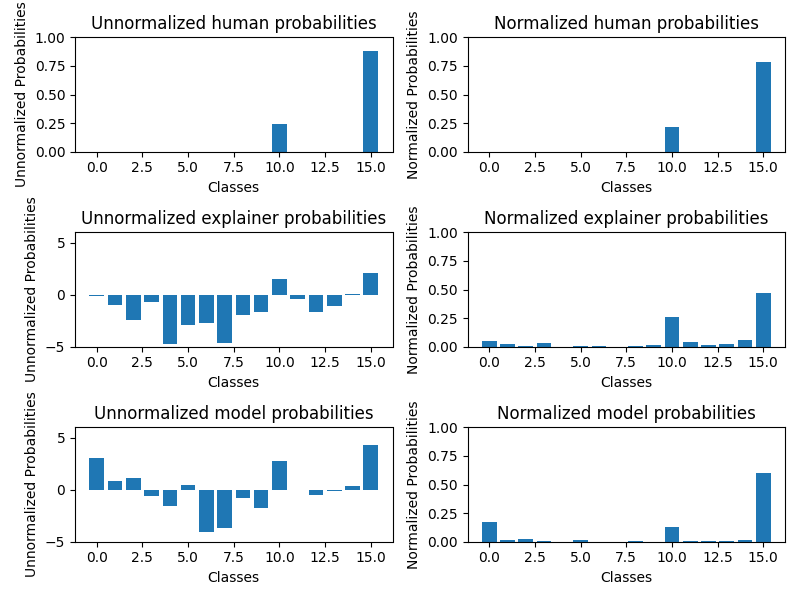 Unnormalized human probabilities
Unnormalized Probabilities
1.00
0.75
0.50
0.25
0.00
0.0 2.5 5.0 7.5 10.0 12.5 15.0
Classes
Normalized human probabilities
Normalized Probabilities
1.00
0.75
0.50
0.25
0.00
0.0 2.5 5.0 7.5 10.0 12.5 15.0
Classes
Unnormalized explainer probabilities
Unnormalized Probabilities
5
0
−5
0.0 2.5 5.0 7.5 10.0 12.5 15.0
Classes
Normalized explainer probabilities
Normalized Probabilities
1.00
0.75
0.50
0.25
0.00
0.0 2.5 5.0 7.5 10.0 12.5 15.0
Classes
Unnormalized model probabilities
Unnormalized Probabilities
5
0
−5
0.0 2.5 5.0 7.5 10.0 12.5 15.0
Classes
Normalized model probabilities
Normalized Probabilities
1.00
0.75
0.50
0.25
0.00
0.0 2.5 5.0 7.5 10.0 12.5 15.0
Classes